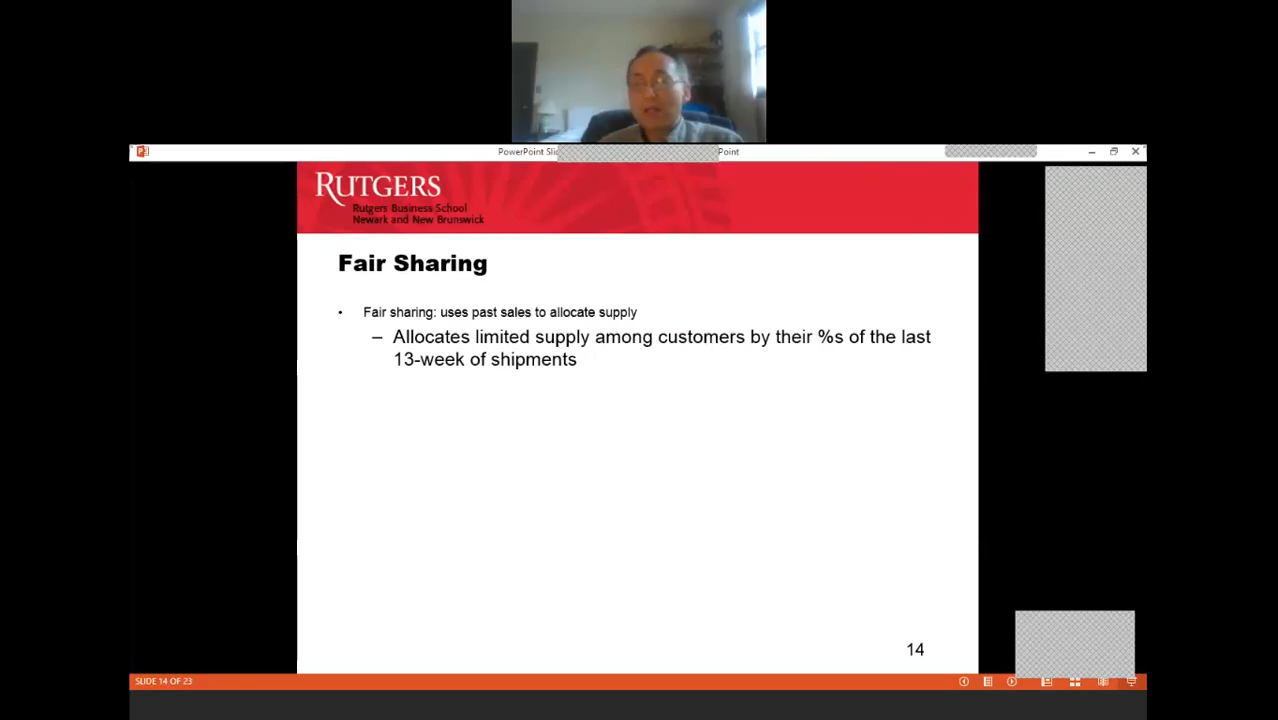 PowerPoint Point
RUTGERS
Rutgers Business School
Newark and New Brunswick
Fair Sharing
• Fair sharing: uses past sales to allocate supply
– Allocates limited supply among customers by their %s of the last
13-week of shipments
14
SLIDE 14 OF 23